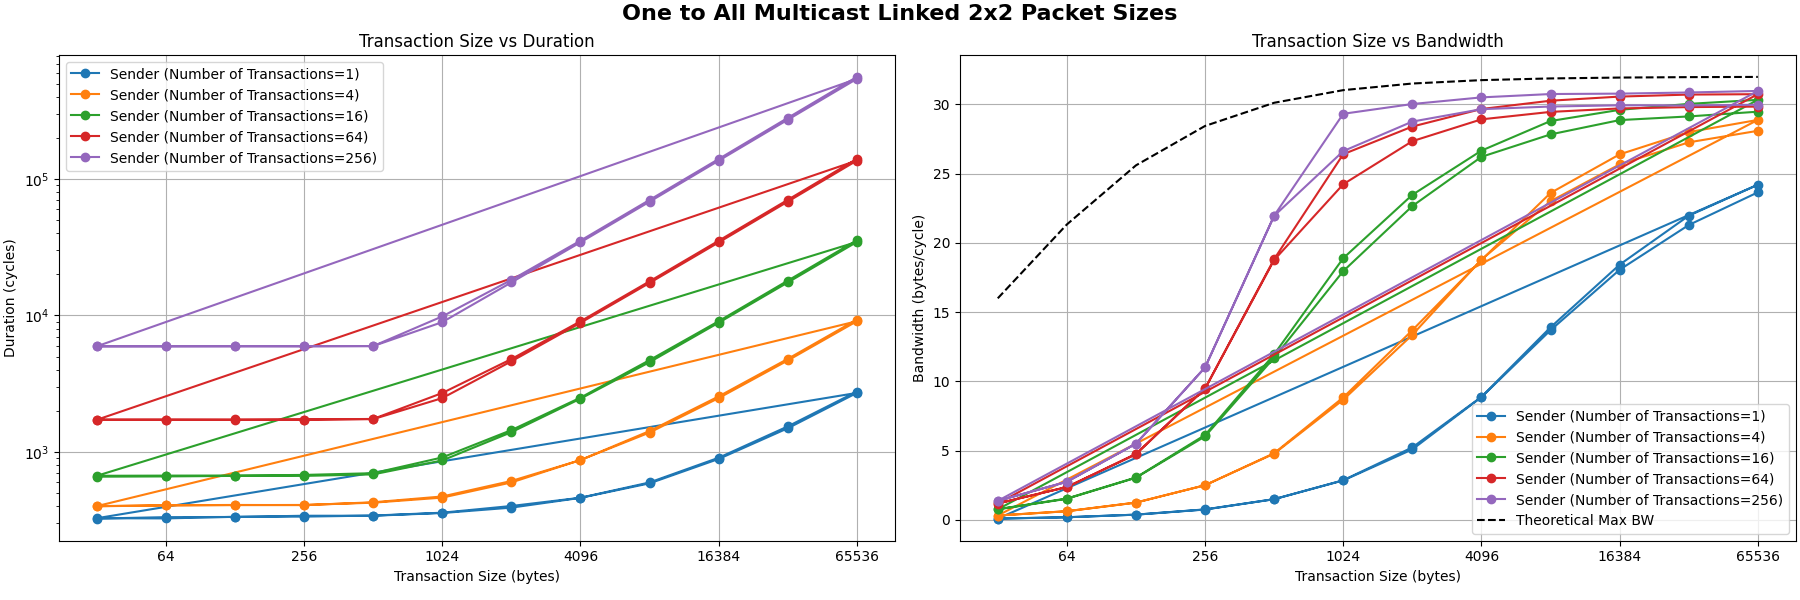 One to All Multicast Linked 2x2 Packet Sizes
Transaction Size vs Duration
Duration (cycles)
10^5
10^4
10^3
Sender (Number of Transactions=1)
Sender (Number of Transactions=4)
Sender (Number of Transactions=16)
Sender (Number of Transactions=64)
Sender (Number of Transactions=256)
64 256 1024 4096 16384 65536
Transaction Size (bytes)
Transaction Size vs Bandwidth
Bandwidth (bytes/cycle)
30
25
20
15
10
5
0
Sender (Number of Transactions=1)
Sender (Number of Transactions=4)
Sender (Number of Transactions=16)
Sender (Number of Transactions=64)
Sender (Number of Transactions=256)
Theoretical Max BW
64 256 1024 4096 16384 65536
Transaction Size (bytes)